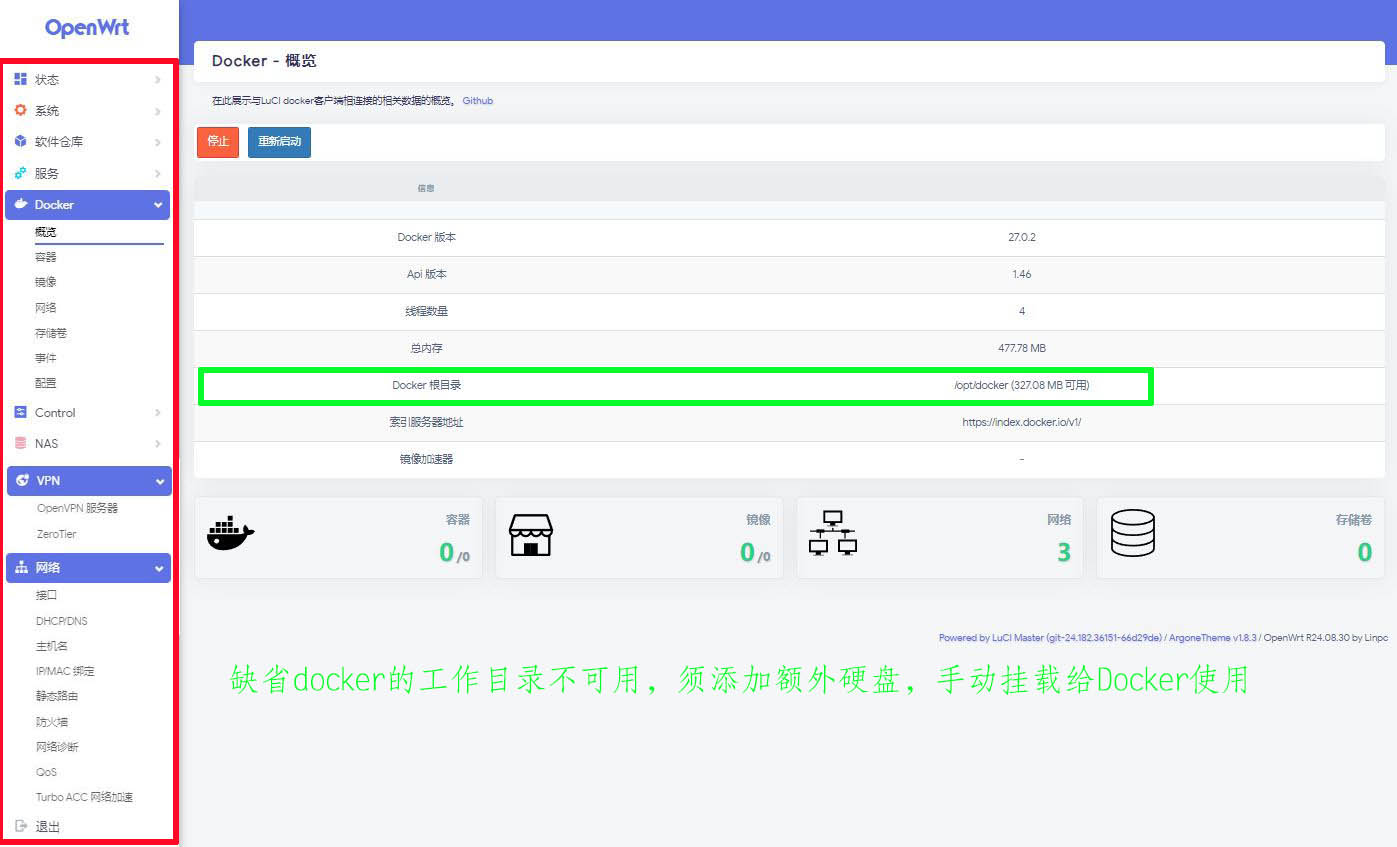 OpenWrt
状态
系统
软件仓库
服务
Docker
概览
容器
镜像
网络
存储卷
事件
配置
Control
NAS
VPN
OpenVPN 服务器
ZeroTier
网络
接口
DHCP/DNS
主机名
IP/MAC 绑定
静态路由
防火墙
网络诊断
QoS
Turbo ACC 网络加速
退出
Docker - 概览
在此展示与LuCI docker客户端相连接的相关数据的概览。 Github
停止 重新启动
信息
Docker 版本 27.0.2
Api 版本 1.46
线程数量 4
总内存 477.78 MB
Docker 根目录 /opt/docker (327.08 MB 可用)
索引服务器地址 https://index.docker.io/v1/
镜像加速器 -
容器
0/0
镜像
0/0
网络
3
存储卷
0
Powered by LuCI Master (git-24.182.36151-66d29de) / ArgoneTheme v1.8.3 / OpenWrt R24.08.30 by Linpc
缺省docker的工作目录不可用，须添加额外硬盘，手动挂载给Docker使用